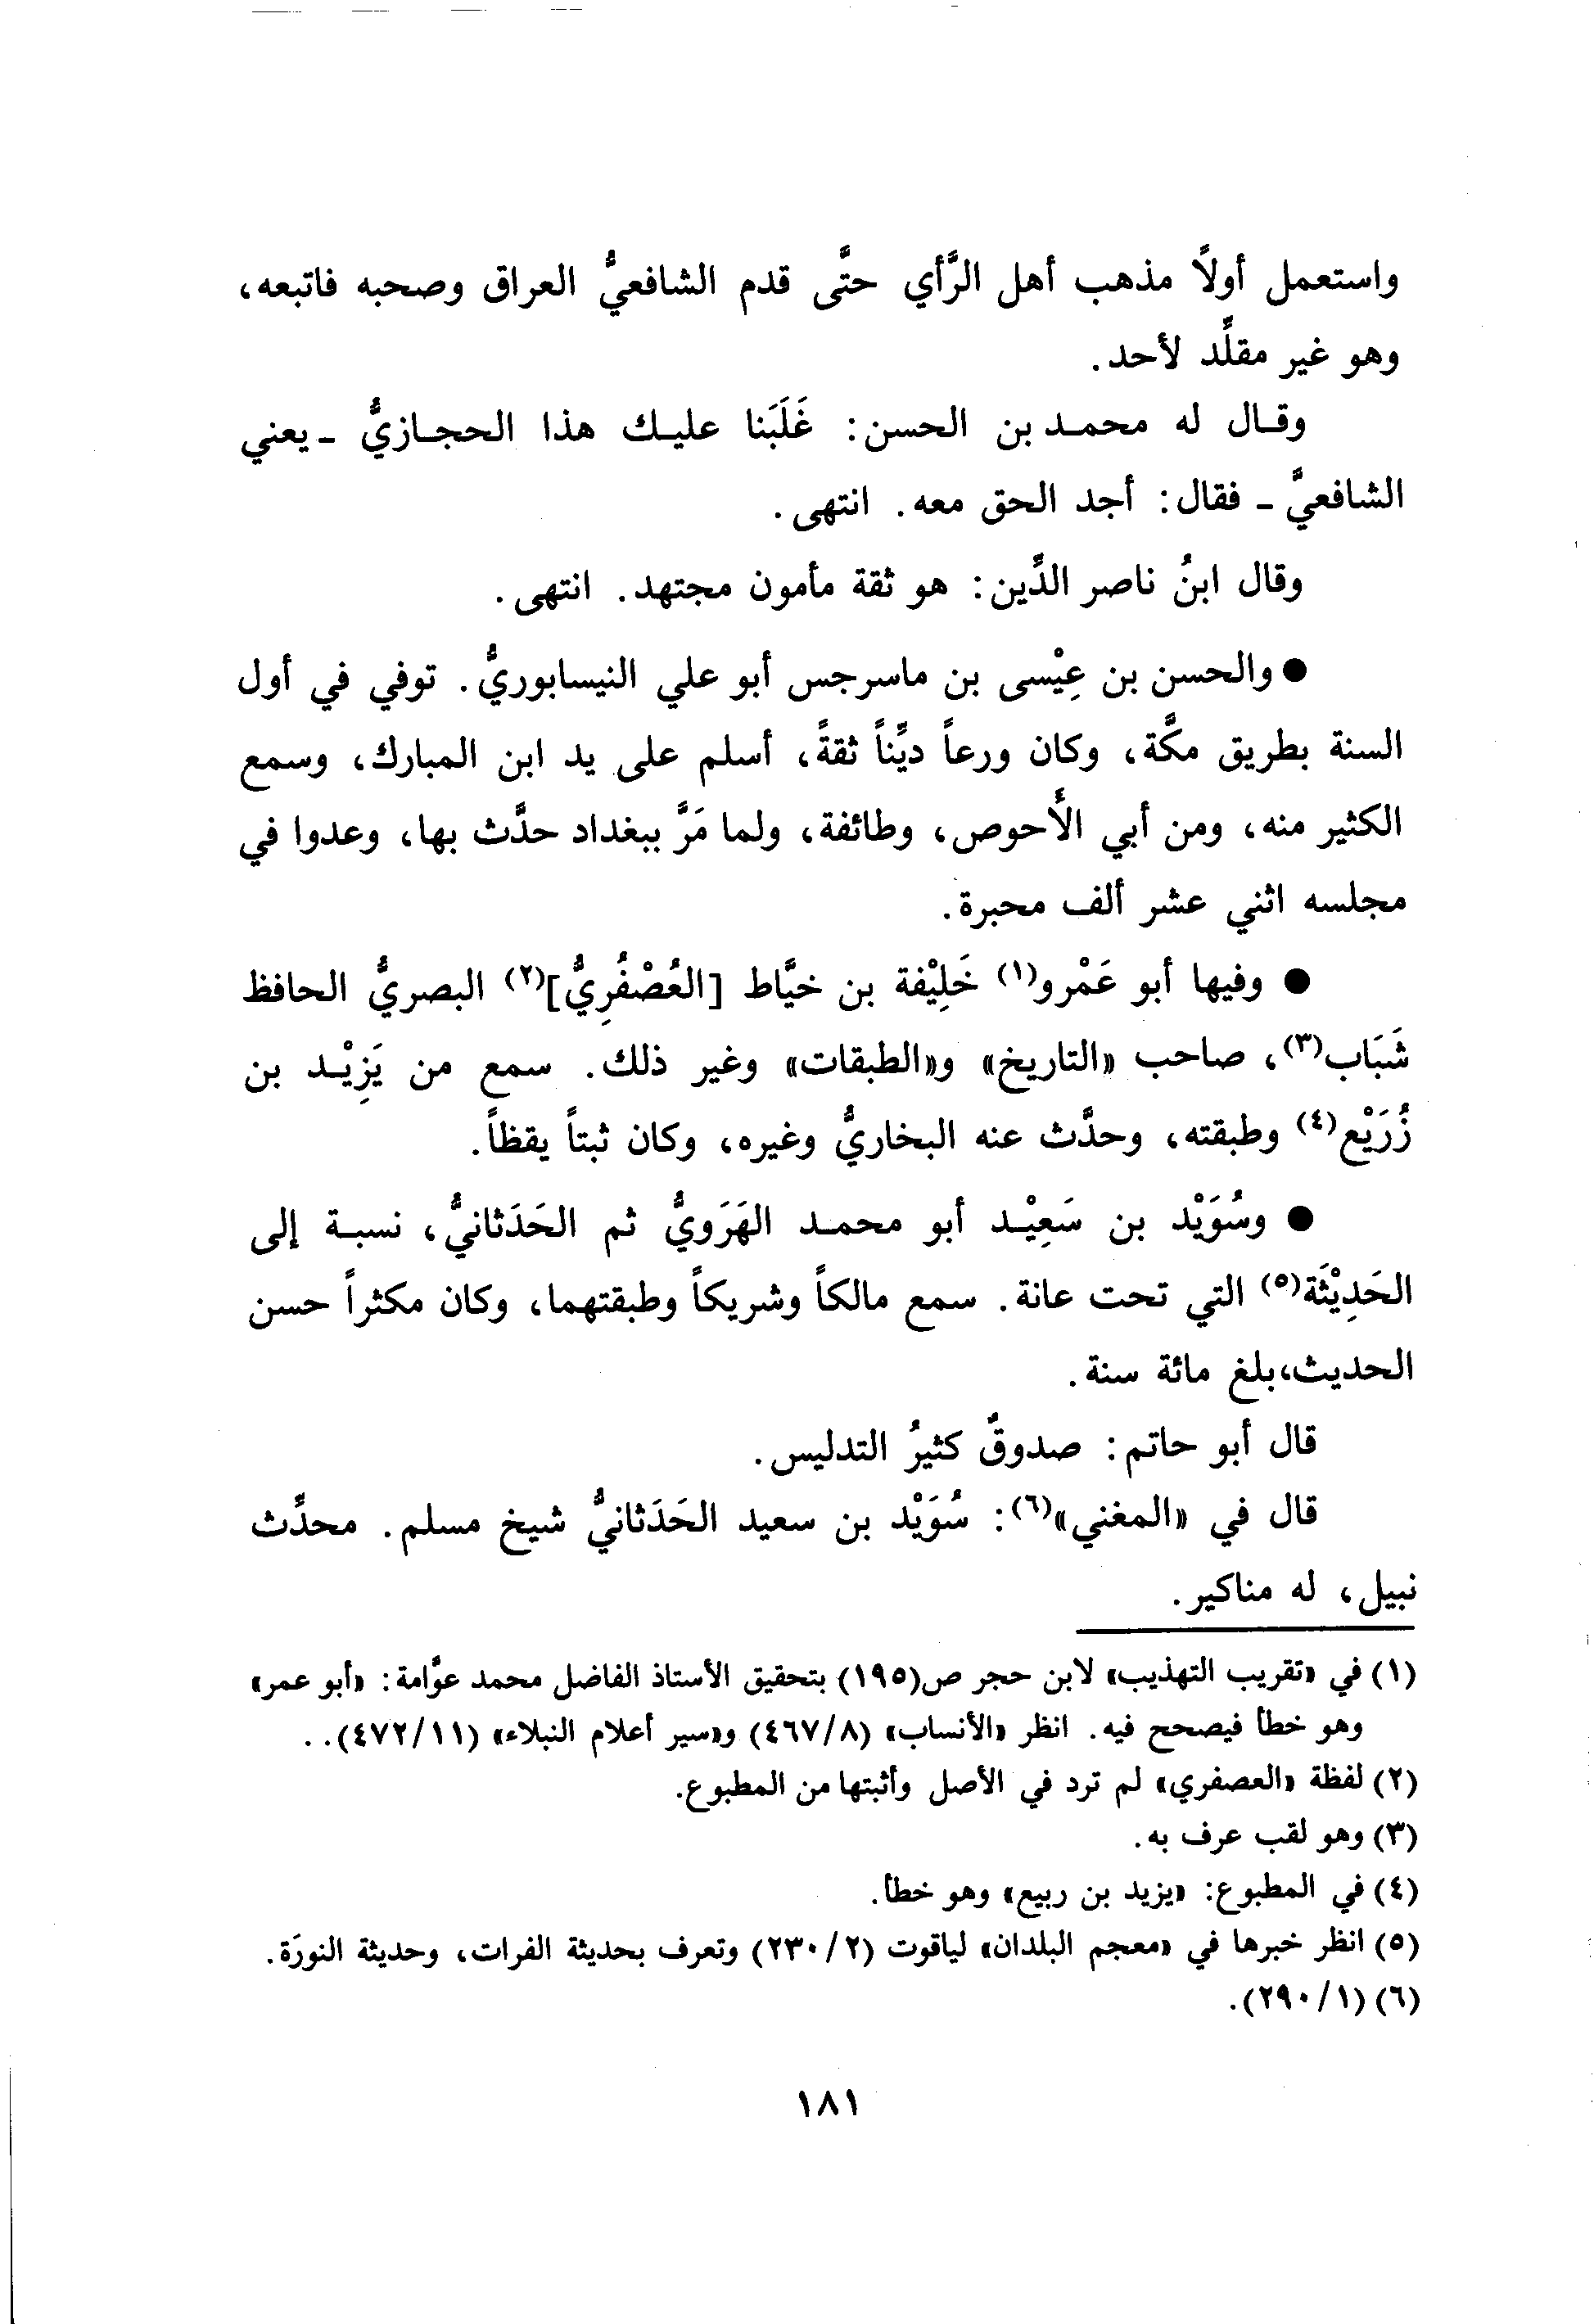 واستعمل أولاً مذهب أهل الرَّأي حتَّى قدم الشافعيُّ العراق وصحبه فاتبعه،
وهو غير مقلِّد لأحد.
وقال له محمد بن الحسن: غَلَبَنا عليك هذا الحجازيُّ - يعني
الشافعيَّ - فقال: أجد الحق معه. انتهى.
وقال ابنُ ناصر الدِّين: هو ثقة مأمون مجتهد. انتهى.
● والحسن بن عِيْسى بن ماسرجس أبو علي النيسابوريُّ. توفي في أول
السنة بطريق مكَّة، وكان ورعاً ديِّناً ثقةً، أسلم على يد ابن المبارك، وسمع
الكثير منه، ومن أبي الأَحوص، وطائفة، ولما مَرَّ ببغداد حدَّث بها، وعدوا في
مجلسه اثني عشر ألف محبرة.
● وفيها أبو عَمْرو(١) خَلِيْفة بن خيَّاط [العُصْفُرِيُّ](٢) البصريُّ الحافظ
شَبَاب(٣)، صاحب «التاريخ» و«الطبقات» وغير ذلك. سمع من يَزِيْد بن
زُرَيْع(٤) وطبقته، وحدَّث عنه البخاريُّ وغيره، وكان ثبتاً يقظاً.
● وسُوَيْد بن سَعِيْد أبو محمد الهَرَويُّ ثم الحَدَثانيُّ، نسبة إلى
الحَدِيْثَة(٥) التي تحت عانة. سمع مالكاً وشريكاً وطبقتهما، وكان مكثراً حسن
الحديث،بلغ مائة سنة.
قال أبو حاتم: صدوقٌ كثيرُ التدليس.
قال في «المغني»(٦): سُوَيْد بن سعيد الحَدَثانيُّ شيخ مسلم. محدِّث
نبيل، له مناكير.
(١) في «تقريب التهذيب» لابن حجر ص(١٩٥) بتحقيق الأستاذ الفاضل محمد عوَّامة: «أبو عمر»
وهو خطأ فيصحح فيه. انظر «الأنساب» (٤٦٧/٨) و«سير أعلام النبلاء» (٤٧٢/١١)..
(٢) لفظة «العصفري» لم ترد في الأصل وأثبتها من المطبوع.
(٣) وهو لقب عرف به.
(٤) في المطبوع: «يزيد بن ربيع» وهو خطأ.
(٥) انظر خبرها في «معجم البلدان» لياقوت (٢٣٠/٢) وتعرف بحديثة الفرات، وحديثة النورَة.
(٦) (٢٩٠/١).
١٨١